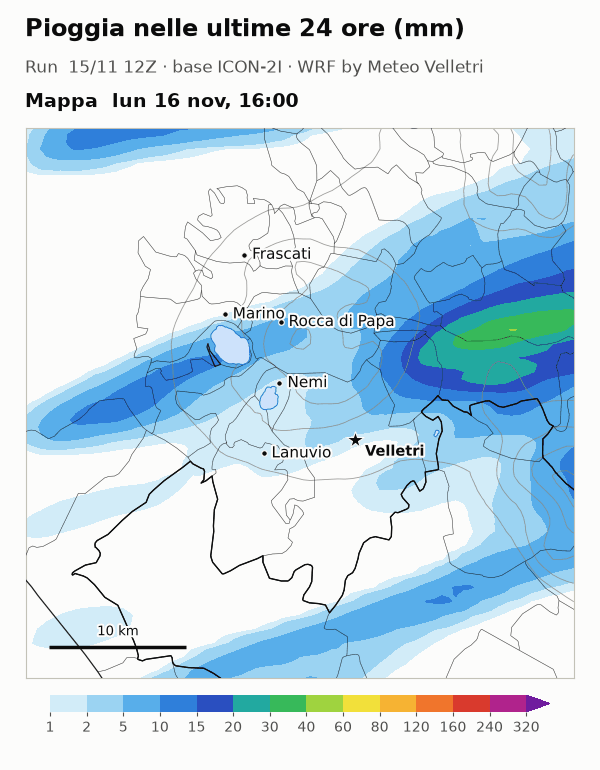 Pioggia nelle ultime 24 ore (mm)
Run 15/11 12Z · base ICON-2I · WRF by Meteo Velletri
Mappa lun 16 nov, 16:00
Frascati
Marino
Rocca di Papa
Nemi
Velletri
Lanuvio
10 km
1 2 5 10 15 20 30 40 60 80 120 160 240 320